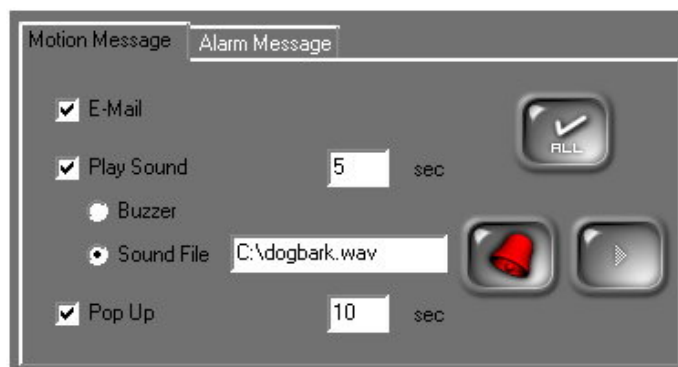 Motion Message Alarm Message
E-Mail
ALL
Play Sound 5 sec
Buzzer
Sound File C:\dogbark.wav
Pop Up 10 sec